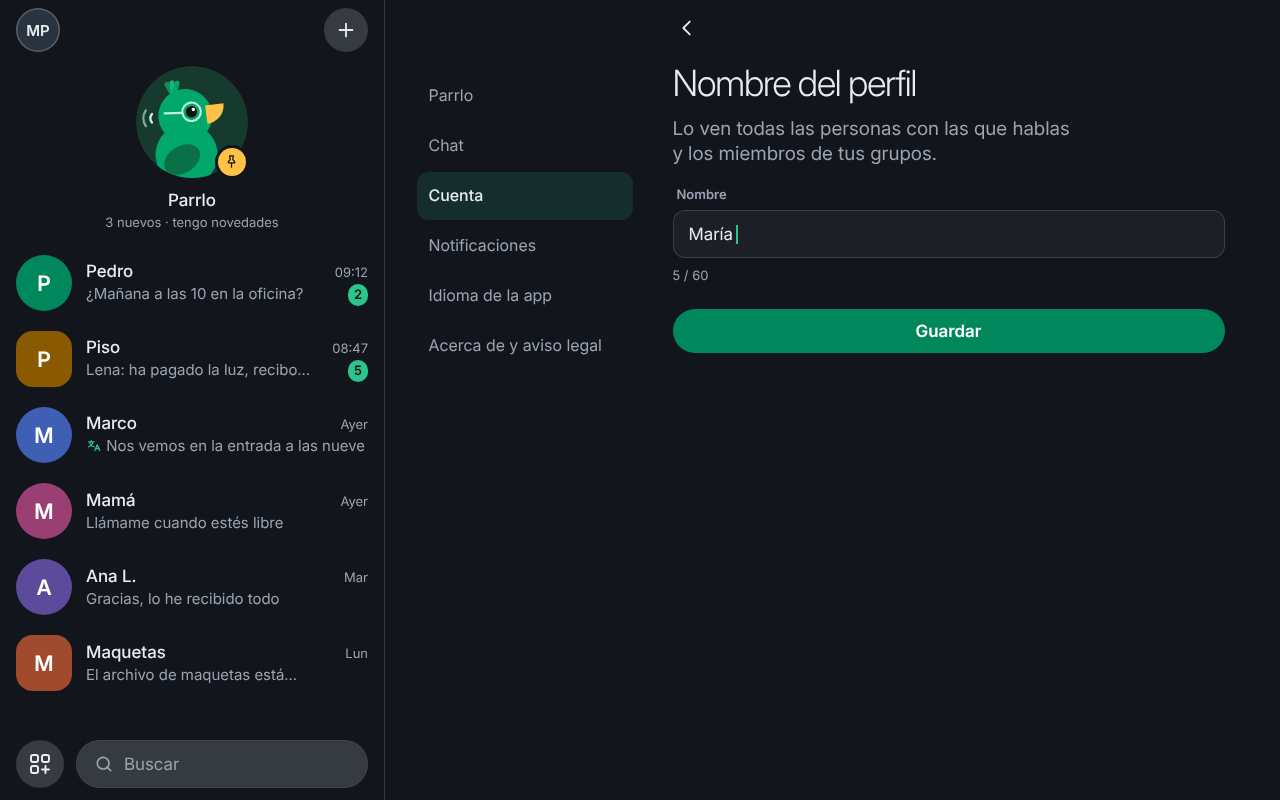 MP
Parrlo
3 nuevos · tengo novedades
P
Pedro
09:12
¿Mañana a las 10 en la oficina?
2
P
Piso
08:47
Lena: ha pagado la luz, recibo...
5
M
Marco
Ayer
Nos vemos en la entrada a las nueve
M
Mamá
Ayer
Llámame cuando estés libre
A
Ana L.
Mar
Gracias, lo he recibido todo
M
Maquetas
Lun
El archivo de maquetas está...
Buscar
Parrlo
Chat
Cuenta
Notificaciones
Idioma de la app
Acerca de y aviso legal
Nombre del perfil
Lo ven todas las personas con las que hablas
y los miembros de tus grupos.
Nombre
María
5 / 60
Guardar